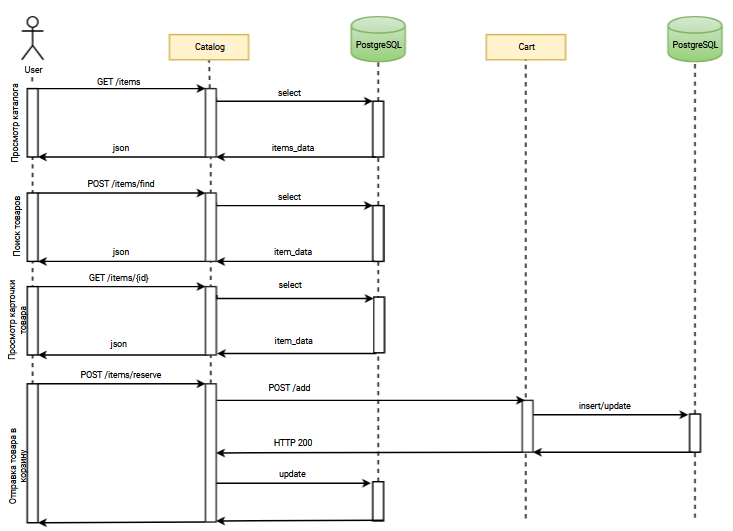 User
Catalog
PostgreSQL
Cart
PostgreSQL
Просмотр каталога
GET /items
select
json
items_data
Поиск товаров
POST /items/find
select
json
item_data
Просмотр карточки
товара
GET /items/{id}
select
json
item_data
Отправка товара в
корзину
POST /items/reserve
POST /add
insert/update
HTTP 200
update